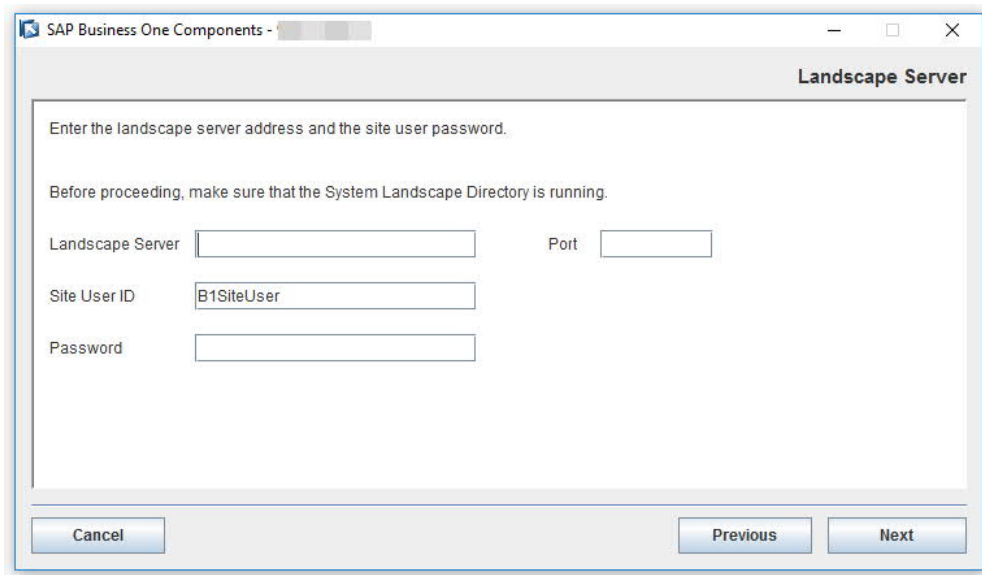 SAP Business One Components -
Landscape Server
Enter the landscape server address and the site user password.
Before proceeding, make sure that the System Landscape Directory is running.
Landscape Server Port
Site User ID B1SiteUser
Password
Cancel Previous Next